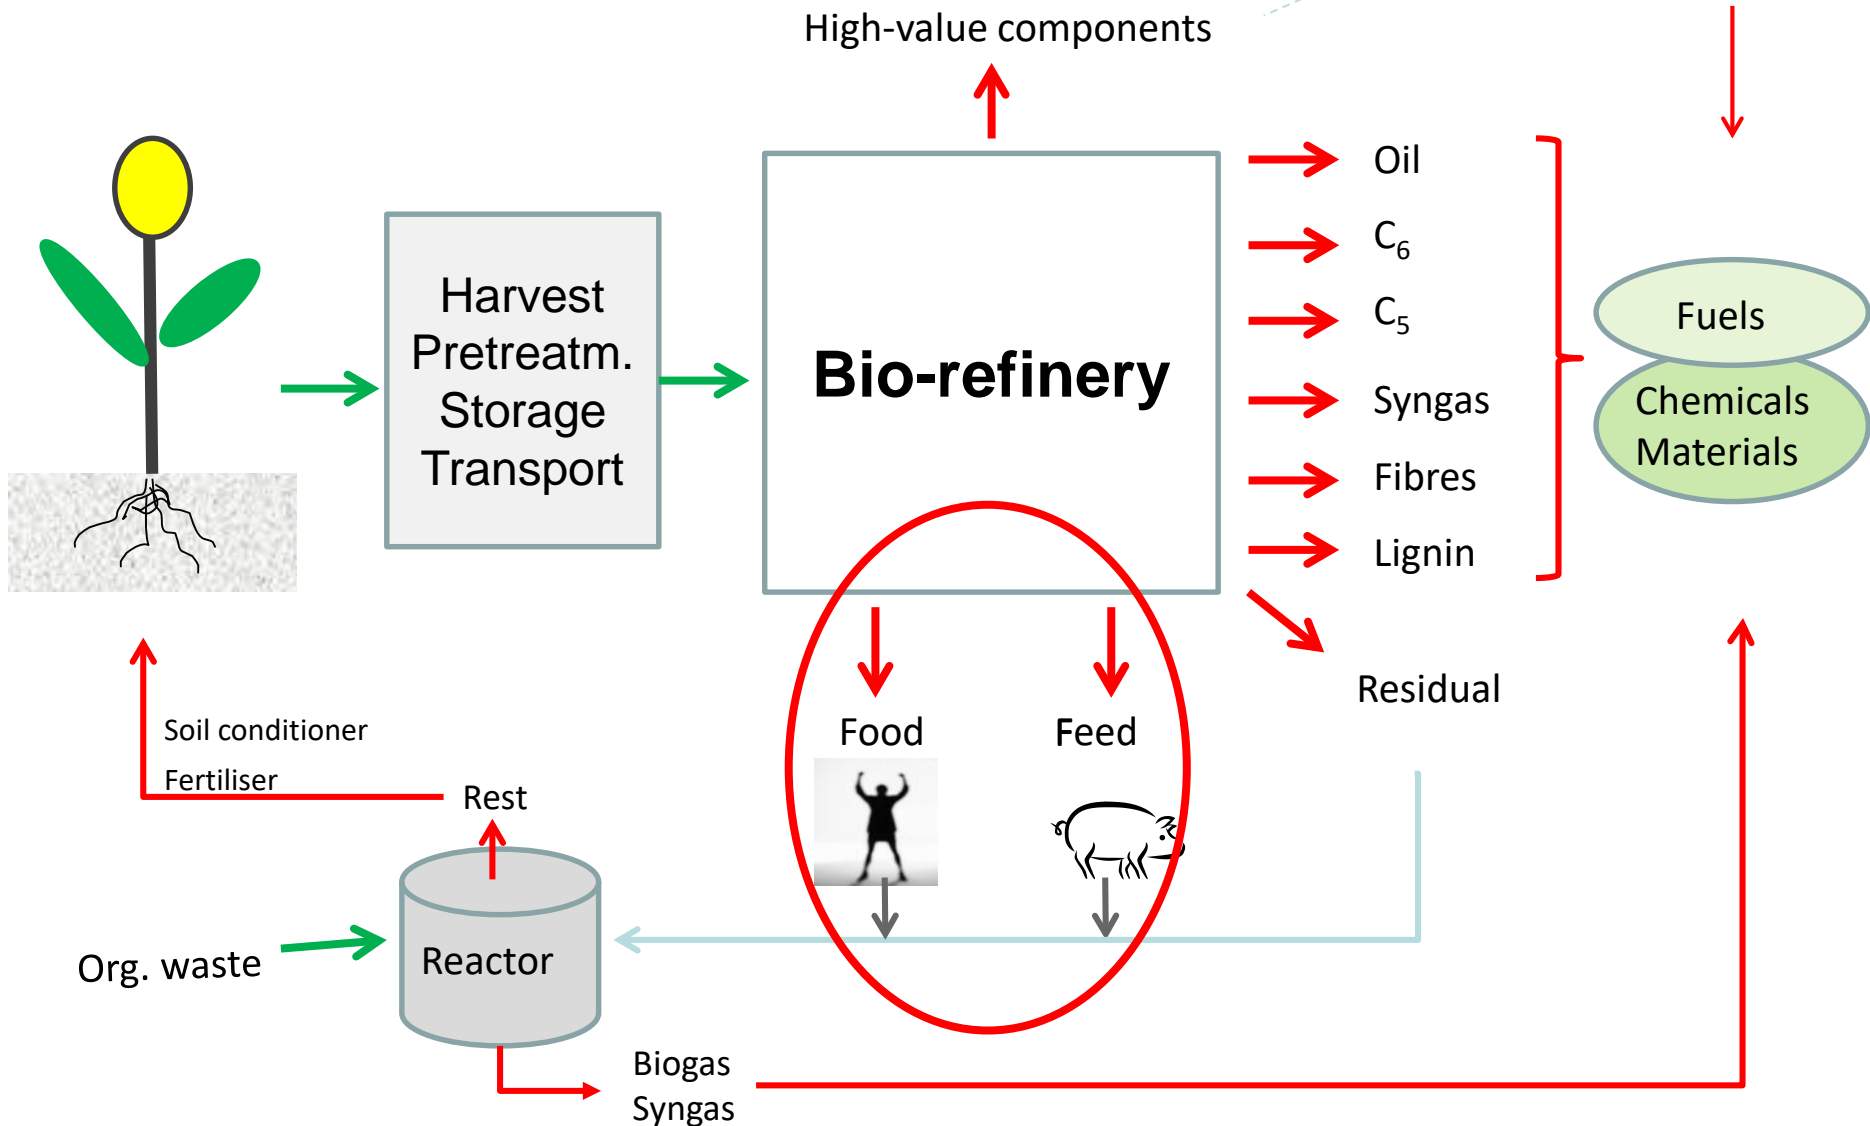 High-value components
Harvest
Pretreatm.
Storage
Transport
Bio-refinery
Oil
C₆
C₅
Syngas
Fibres
Lignin
Fuels
Chemicals
Materials
Residual
Food
Feed
Soil conditioner
Fertiliser
Rest
Org. waste
Reactor
Biogas
Syngas